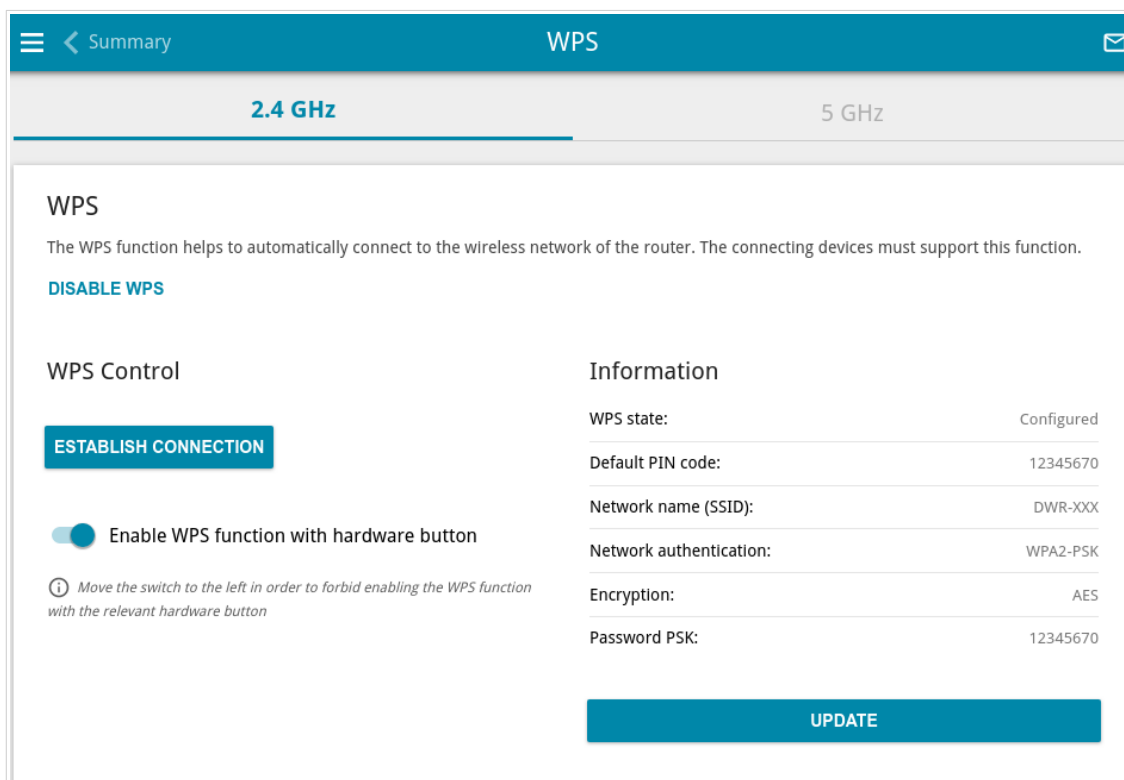 Summary
WPS
2.4 GHz
5 GHz
WPS
The WPS function helps to automatically connect to the wireless network of the router. The connecting devices must support this function.
DISABLE WPS
WPS Control
ESTABLISH CONNECTION
Enable WPS function with hardware button
Move the switch to the left in order to forbid enabling the WPS function
with the relevant hardware button
Information
WPS state: Configured
Default PIN code: 12345670
Network name (SSID): DWR-XXX
Network authentication: WPA2-PSK
Encryption: AES
Password PSK: 12345670
UPDATE